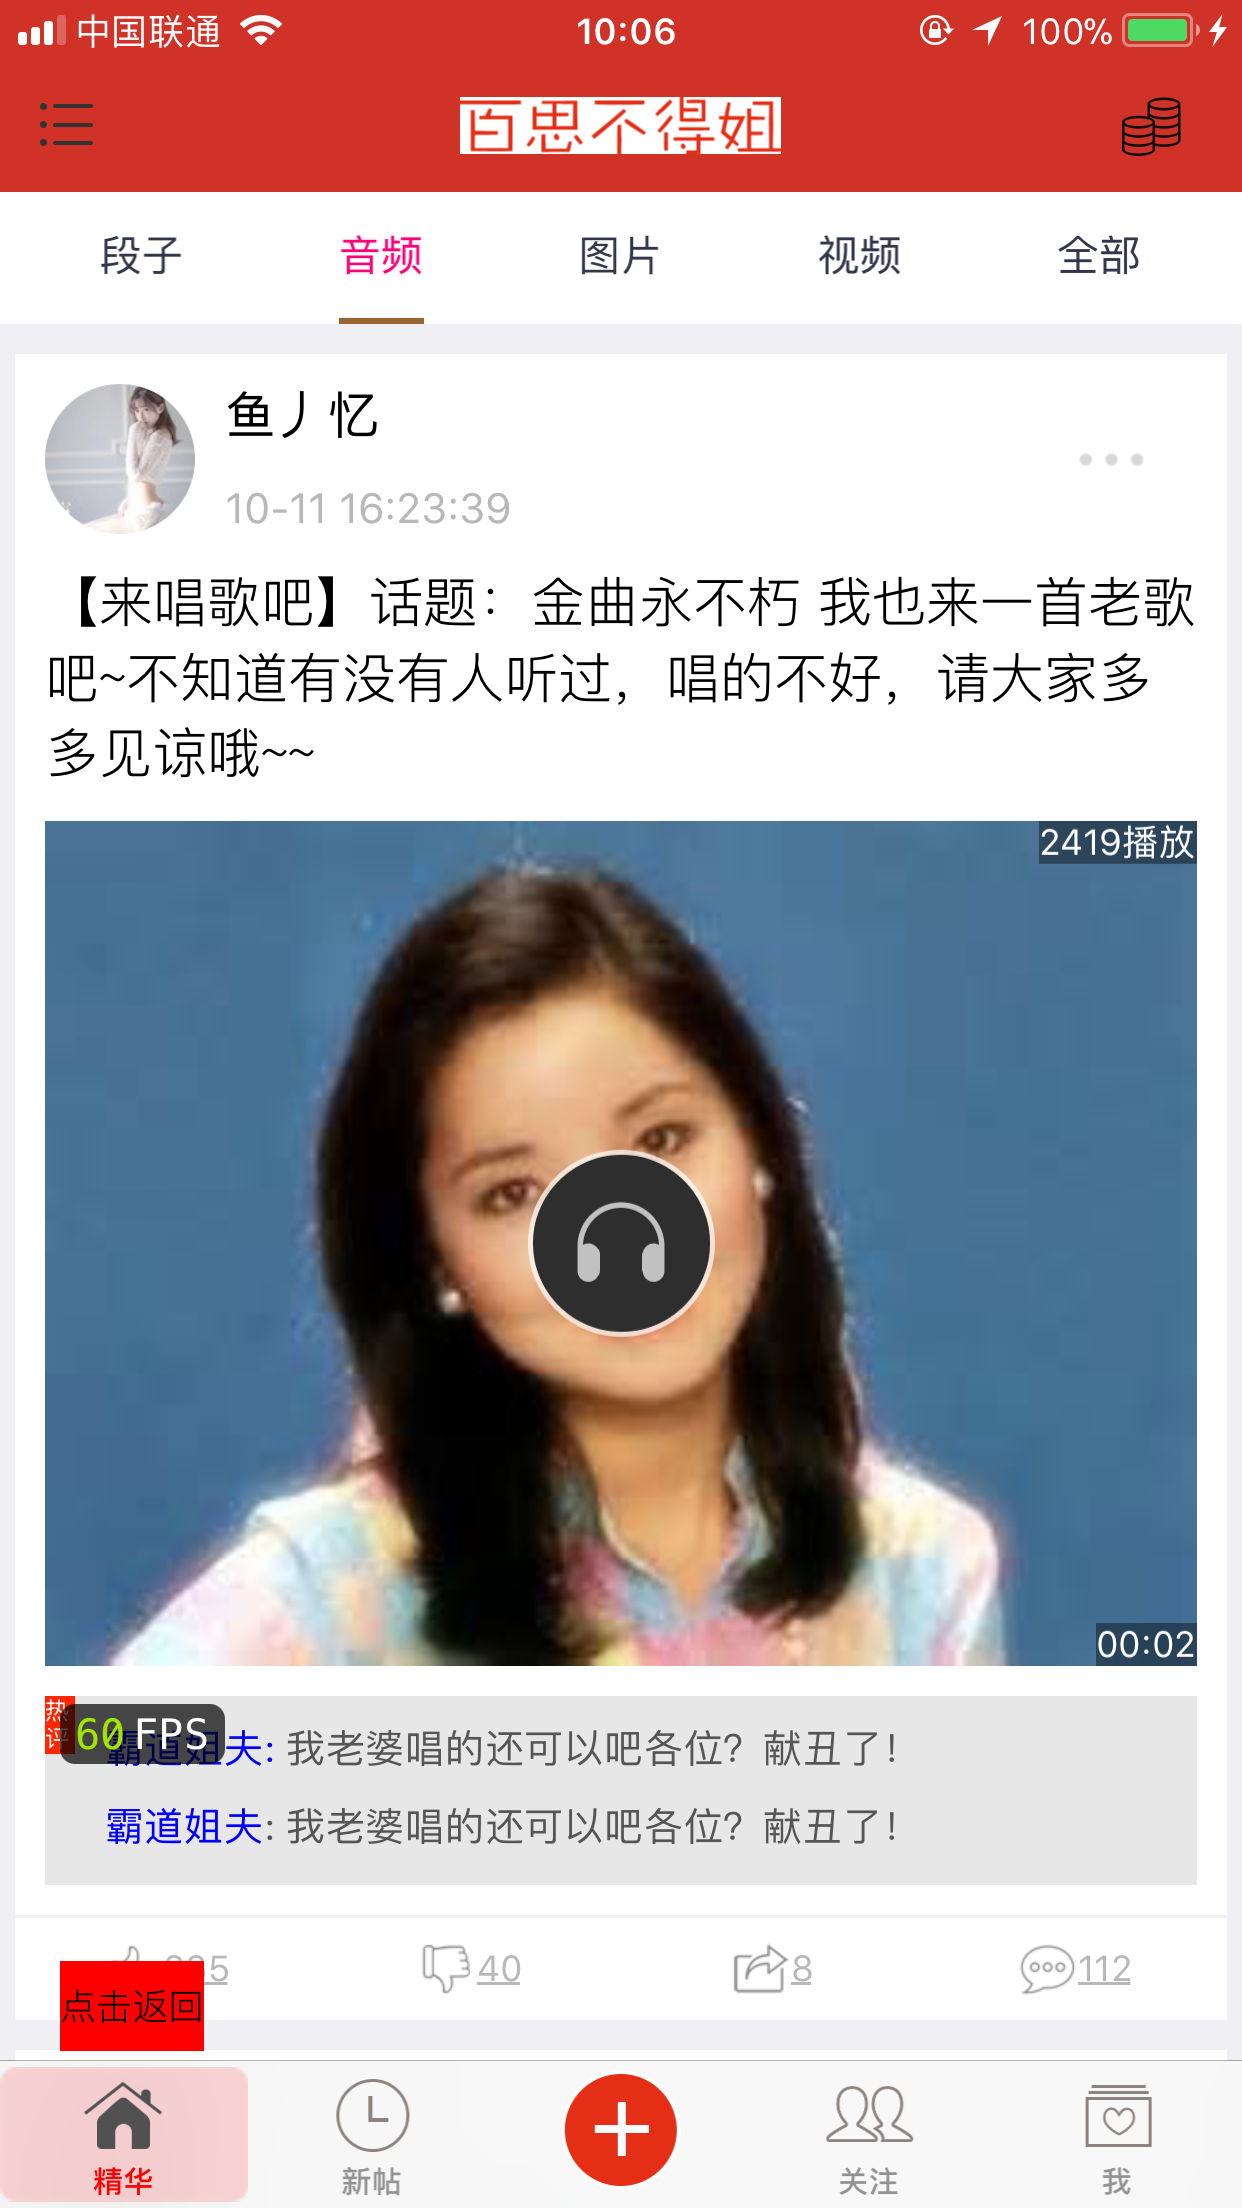 中国联通
10:06
100%
百思不得姐
段子 音频 图片 视频 全部
鱼丿忆
10-11 16:23:39
【来唱歌吧】话题：金曲永不朽 我也来一首老歌
吧~不知道有没有人听过，唱的不好，请大家多
多见谅哦~~
2419播放
00:02
热评
60 FPS
霸道姐夫: 我老婆唱的还可以吧各位？献丑了！
霸道姐夫: 我老婆唱的还可以吧各位？献丑了！
40 8 112
点击返回
精华 新帖 关注 我